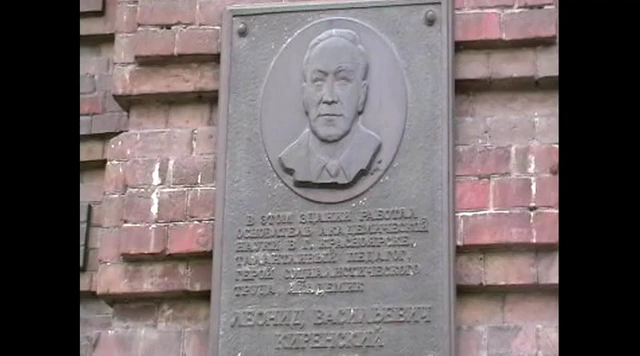 В ЭТОМ ЗДАНИИ РАБОТАЛ
ОСНОВАТЕЛЬ АКАДЕМИЧЕСКОЙ
НАУКИ В Г. КРАСНОЯРСКЕ,
ТАЛАНТЛИВЫЙ ПЕДАГОГ,
ГЕРОЙ СОЦИАЛИСТИЧЕСКОГО
ТРУДА, АКАДЕМИК
ЛЕОНИД ВАСИЛЬЕВИЧ
КИРЕНСКИЙ